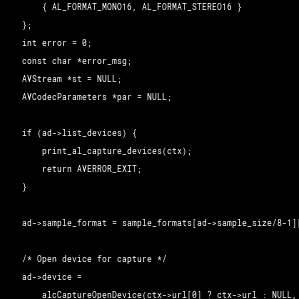 { AL_FORMAT_MONO16, AL_FORMAT_STEREO16 }
};
int error = 0;
const char *error_msg;
AVStream *st = NULL;
AVCodecParameters *par = NULL;
if (ad->list_devices) {
print_al_capture_devices(ctx);
return AVERROR_EXIT;
}
ad->sample_format = sample_formats[ad->sample_size/8-1]
/* Open device for capture */
ad->device =
alcCaptureOpenDevice(ctx->url[0] ? ctx->url : NULL,